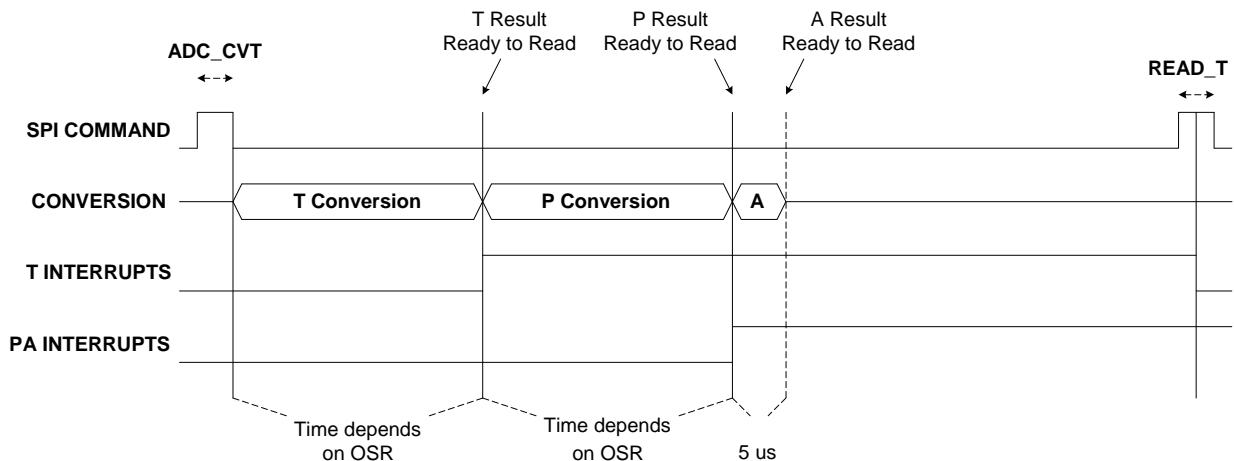 T Result
Ready to Read
P Result
Ready to Read
A Result
Ready to Read
ADC_CVT
READ_T
SPI COMMAND
CONVERSION
T Conversion
P Conversion
A
T INTERRUPTS
PA INTERRUPTS
Time depends
on OSR
Time depends
on OSR
5 us